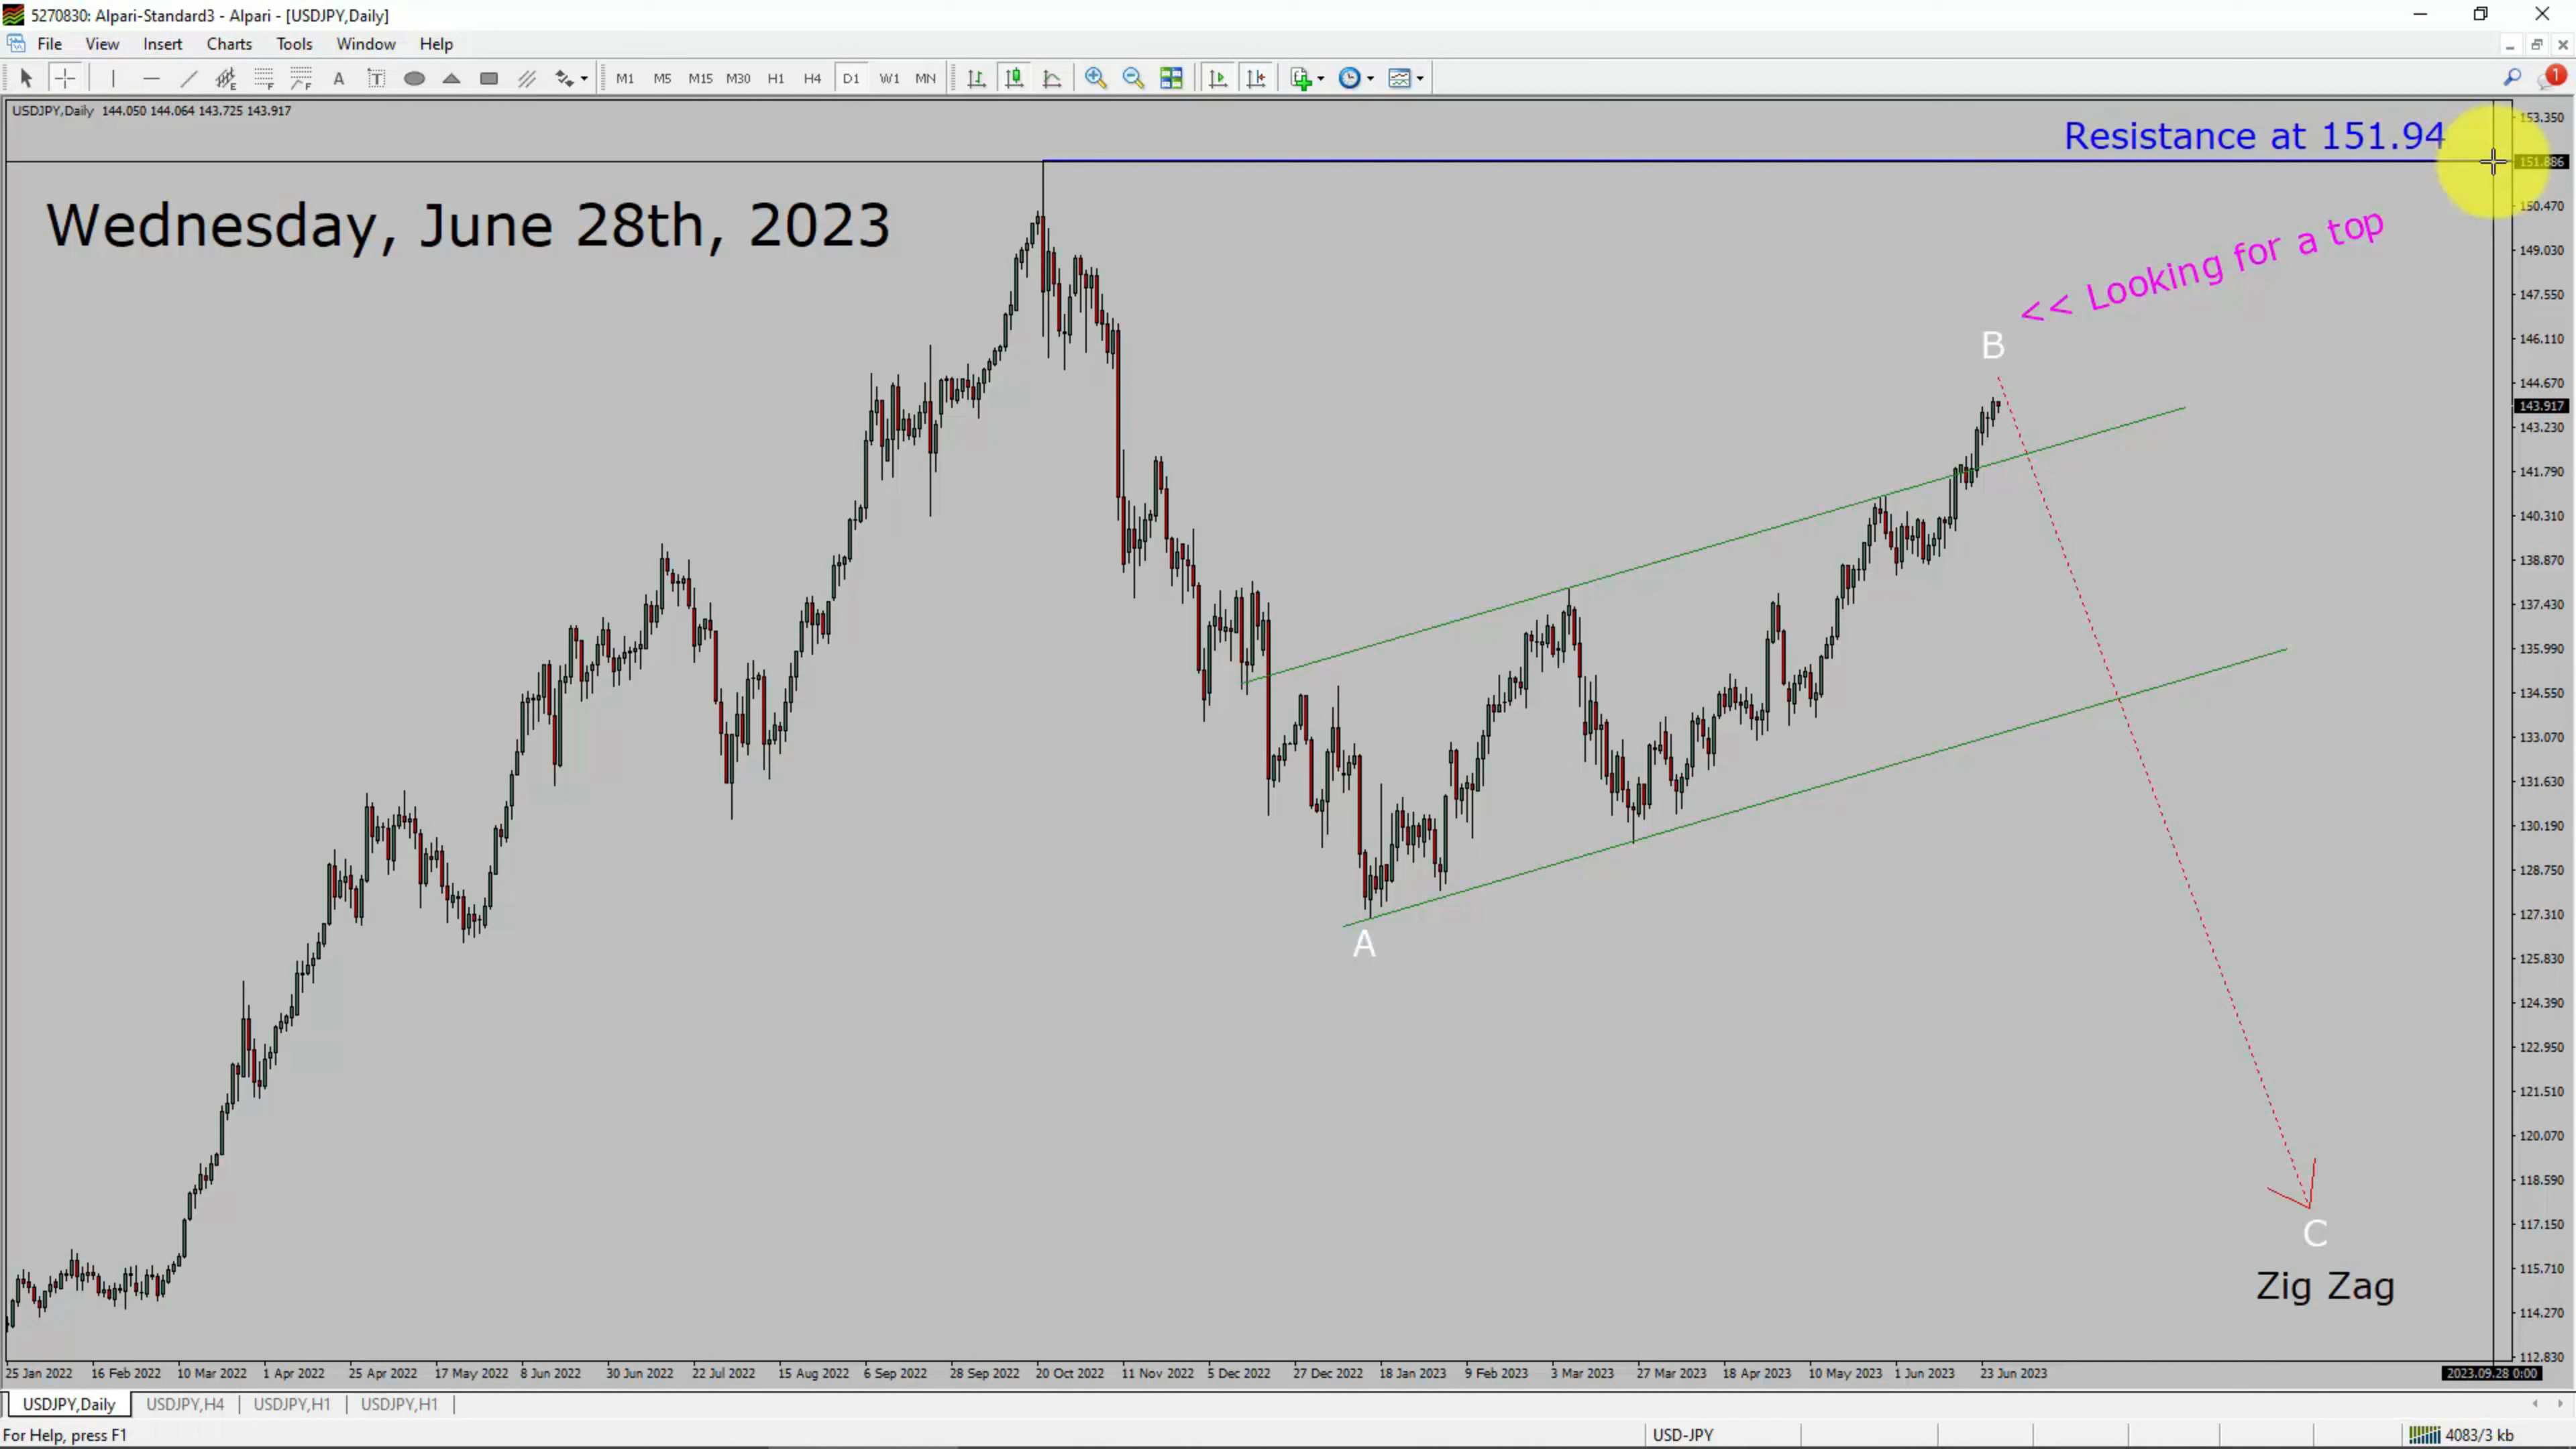 5270830: Alpari-Standard3 - Alpari - [USDJPY,Daily]
File View Insert Charts Tools Window Help
A T M1 M5 M15 M30 H1 H4 D1 W1 MN 1
USDJPY,Daily 144.050 144.064 143.725 143.917
Resistance at 151.94
Wednesday, June 28th, 2023
<< Looking for a top
B
A
C
Zig Zag
153.350
151.886
150.470
149.030
147.550
146.110
144.670
143.917
143.230
141.790
140.310
138.870
137.430
135.990
134.550
133.070
131.630
130.190
128.750
127.310
125.830
124.390
122.950
121.510
120.070
118.590
117.150
115.710
114.270
112.830
25 Jan 2022 16 Feb 2022 10 Mar 2022 1 Apr 2022 25 Apr 2022 17 May 2022 8 Jun 2022 30 Jun 2022 22 Jul 2022 15 Aug 2022 6 Sep 2022 28 Sep 2022 20 Oct 2022 11 Nov 2022 5 Dec 2022 27 Dec 2022 18 Jan 2023 9 Feb 2023 3 Mar 2023 27 Mar 2023 18 Apr 2023 10 May 2023 1 Jun 2023 23 Jun 2023 2023.09.28 0:00
USDJPY,Daily USDJPY,H4 USDJPY,H1 USDJPY,H1
For Help, press F1 USD-JPY 4083/3 kb